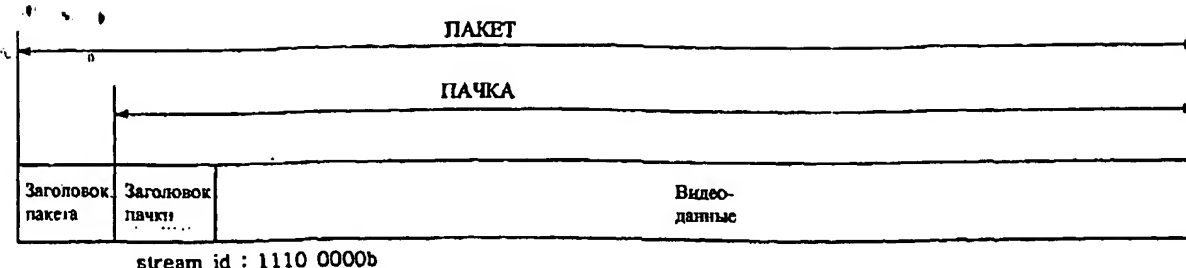 ПАКЕТ
ПАЧКА
Заголовок
пакета
Заголовок
пачки
Видео-
данные
stream id : 1110 0000b